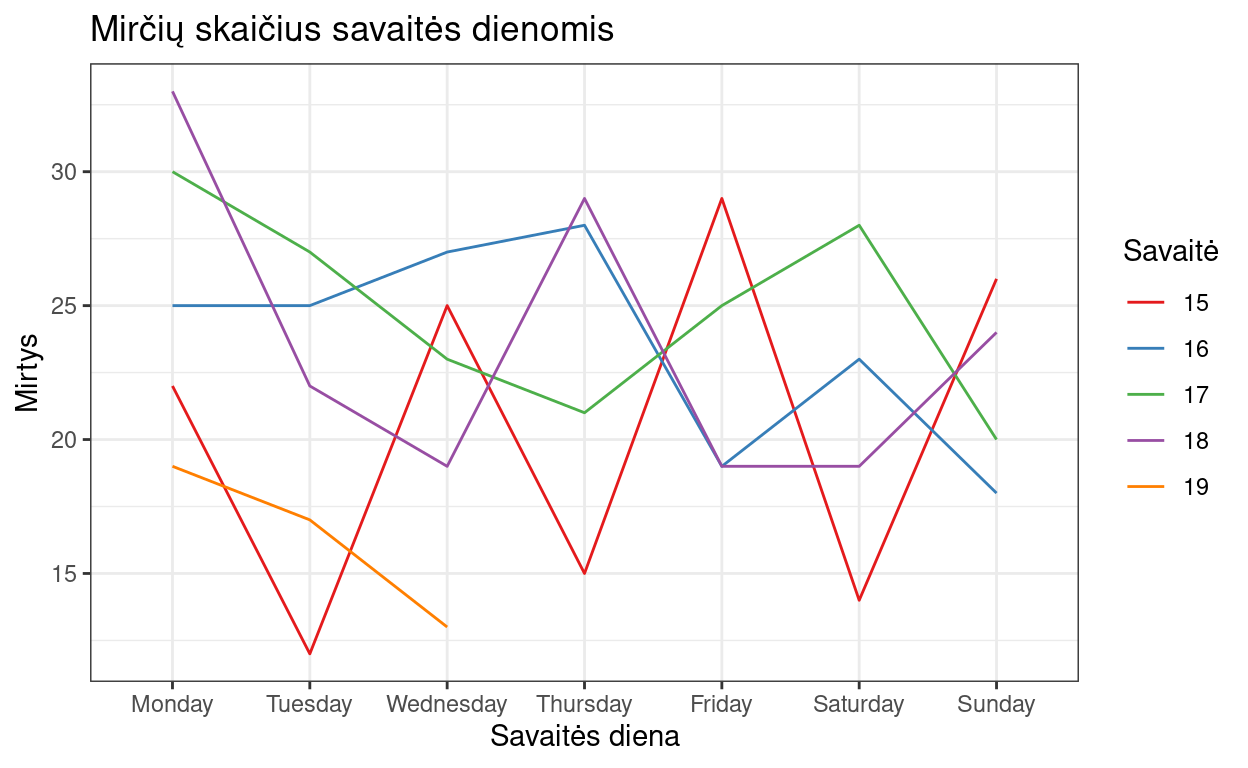 Mirčių skaičius savaitės dienomis
Mirtys
30
25
20
15
Monday Tuesday Wednesday Thursday Friday Saturday Sunday
Savaitės diena
Savaitė
15
16
17
18
19